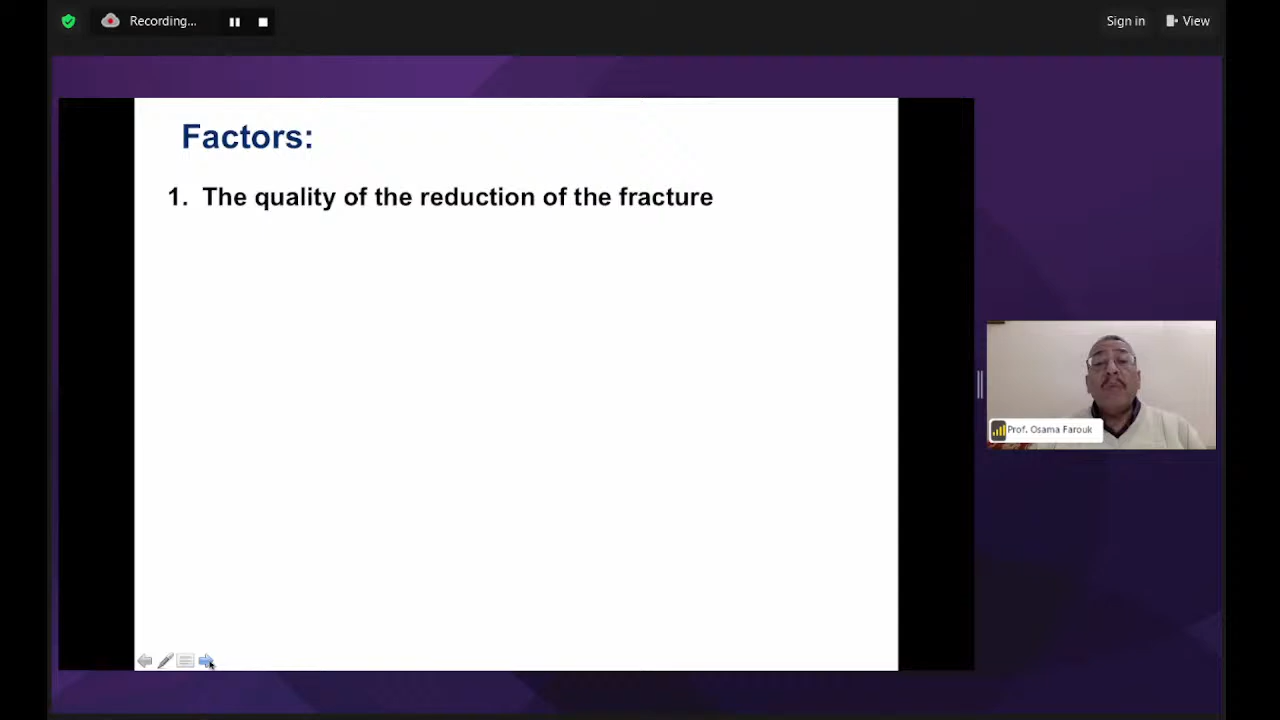 Recording...
Sign in
View
Factors:
1. The quality of the reduction of the fracture
Prof. Osama Farouk